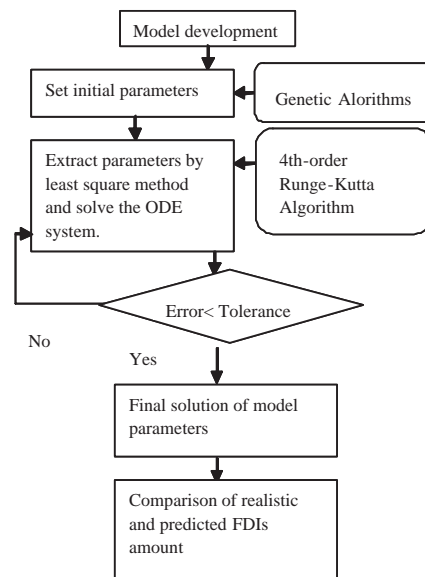 Model development
Set initial parameters
Genetic Alorithms
Extract parameters by
least square method
and solve the ODE
system.
4th-order
Runge-Kutta
Algorithm
Error< Tolerance
No
Yes
Final solution of model
parameters
Comparison of realistic
and predicted FDIs
amount